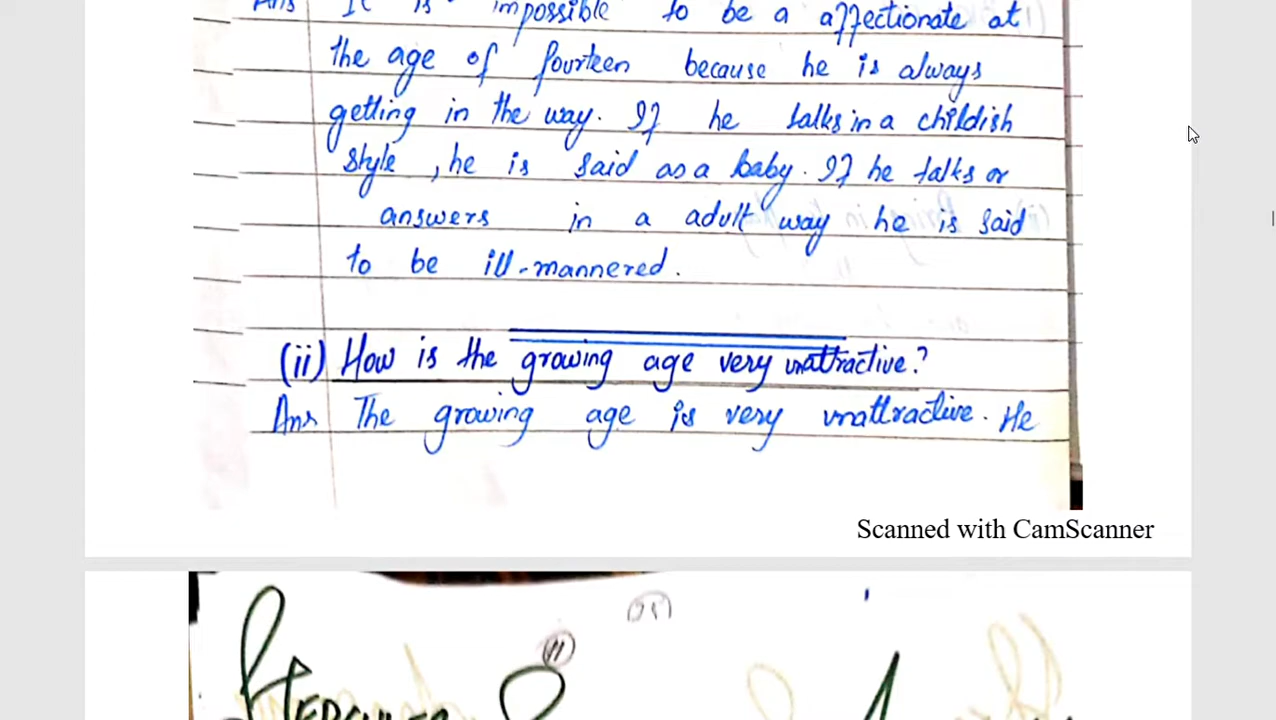 Ans It is impossible to be a affectionate at
the age of fourteen because he is always
getting in the way. If he talks in a childish
style, he is said as a baby. If he talks or
answers in a adult way he is said
to be ill-mannered.
(ii) How is the growing age very unattractive?
Ans The growing age is very unattractive. He
Scanned with CamScanner